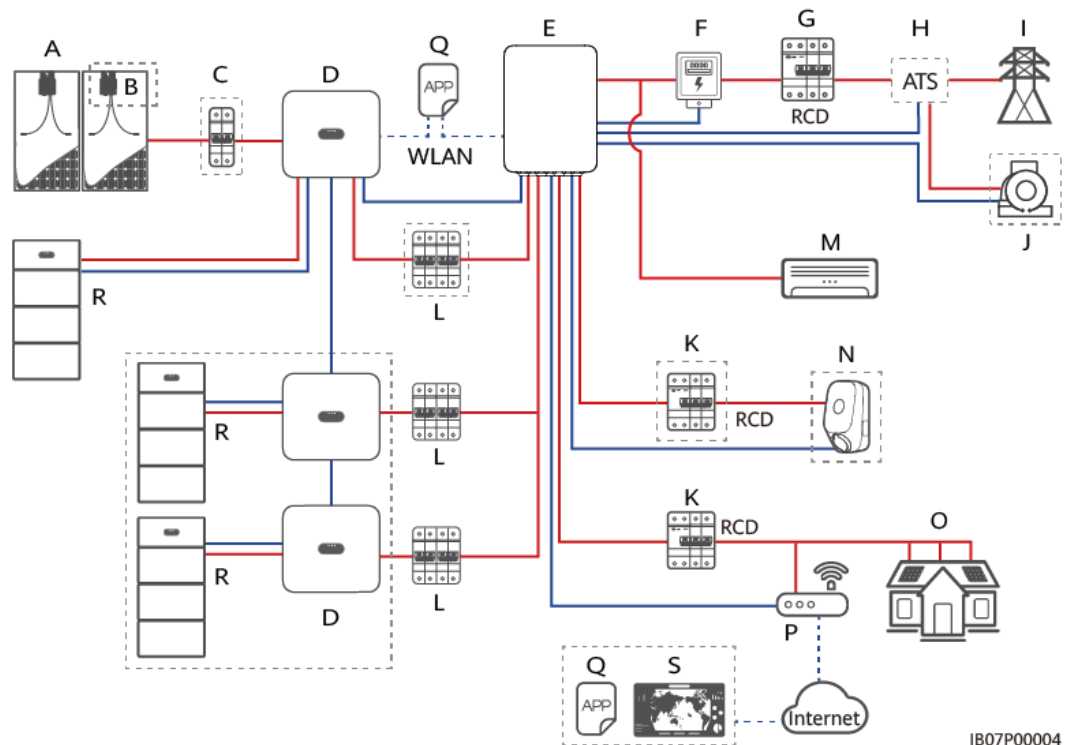 A
B
C
D
Q
APP
WLAN
E
F
G
RCD
H
ATS
I
J
R
L
M
K
RCD
N
R
L
K
RCD
O
R
D
L
P
Q
APP
S
Internet
IB07P00004